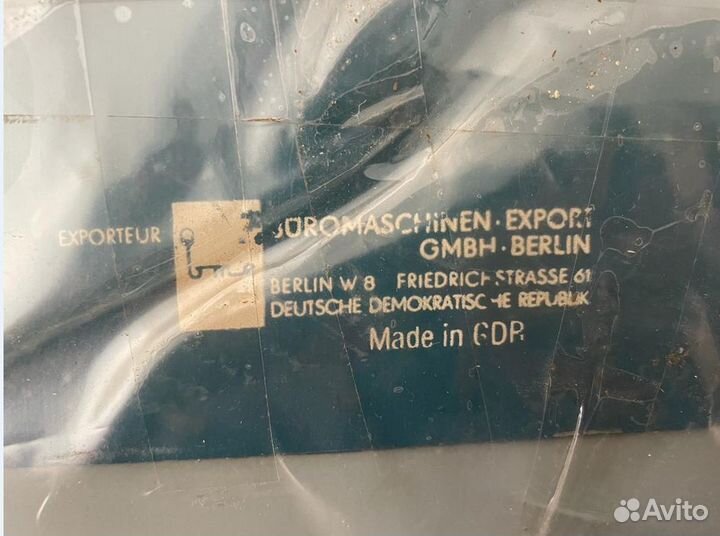 EXPORTEUR
BÜROMASCHINEN·EXPORT
GMBH·BERLIN
BERLIN W 8 FRIEDRICHSTRASSE 61
DEUTSCHE DEMOKRATISCHE REPUBLIK
Made in GDR
Avito